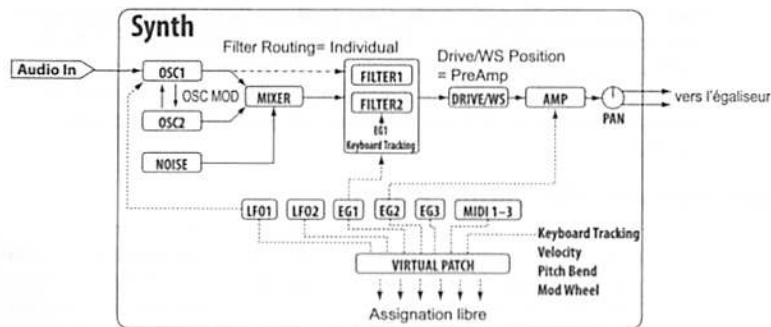 Synth
Filter Routing= Individual
Audio In
OSC1
OSC MOD
OSC2
MIXER
NOISE
FILTER1
FILTER2
EG1
Keyboard Tracking
Drive/WS Position
= PreAmp
DRIVE/WS
AMP
PAN
vers l'égaliseur
LFO1
LFO2
EG1
EG2
EG3
MIDI 1–3
Keyboard Tracking
Velocity
Pitch Bend
Mod Wheel
VIRTUAL PATCH
Assignation libre